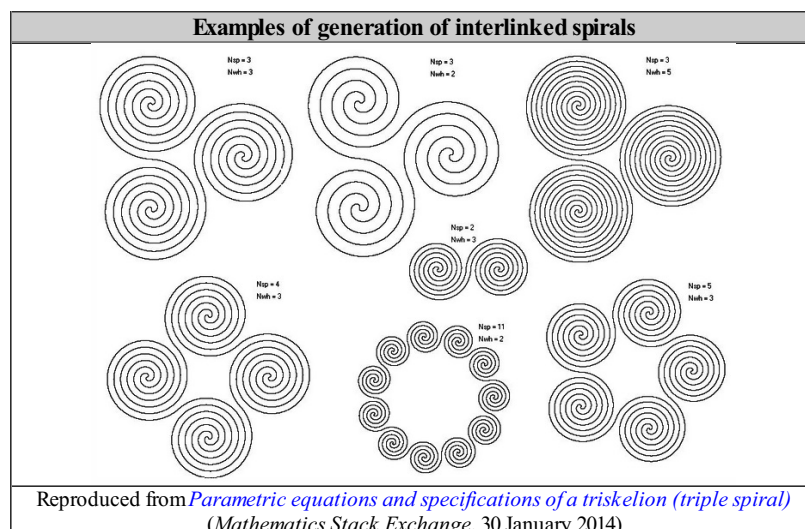 Examples of generation of interlinked spirals
Nsp = 3
Nwh = 3
Nsp = 3
Nwh = 2
Nsp = 3
Nwh = 5
Nsp = 2
Nwh = 3
Nsp = 4
Nwh = 3
Nsp = 11
Nwh = 2
Nsp = 5
Nwh = 3
Reproduced from Parametric equations and specifications of a triskelion (triple spiral)
(Mathematics Stack Exchange, 30 January 2014)